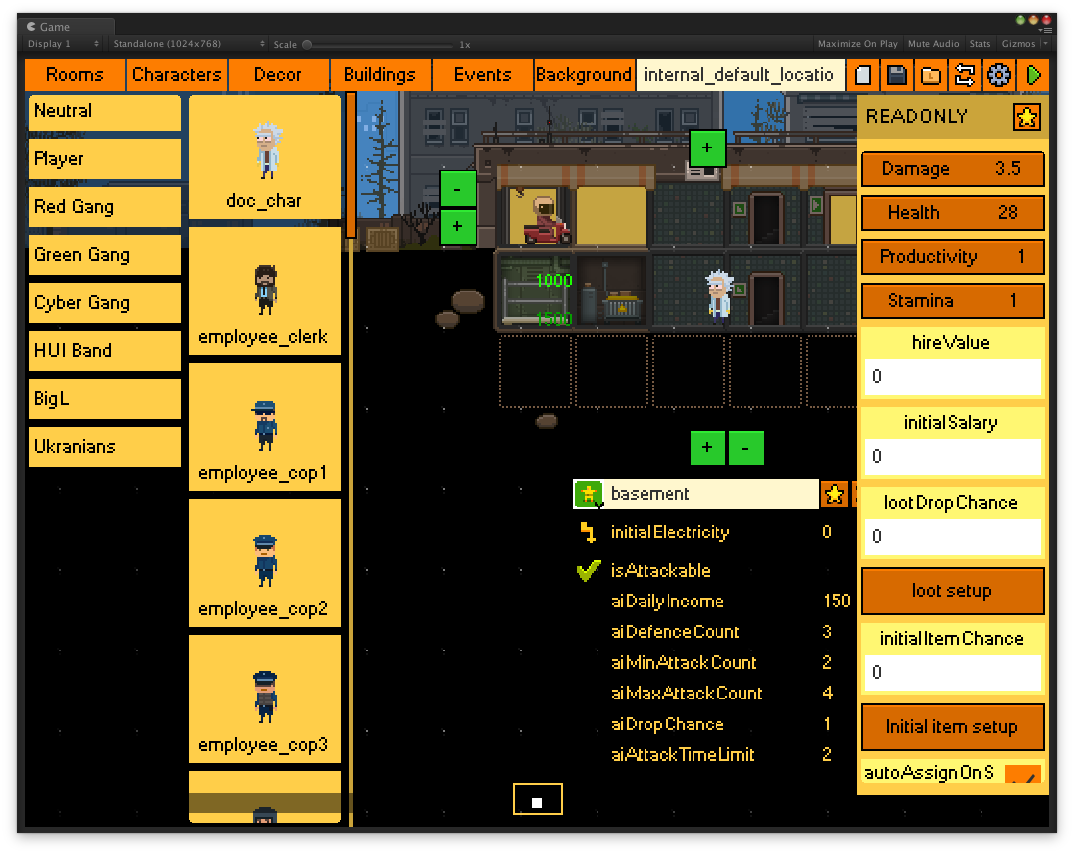 Game
Display 1 Standalone (1024x768) Scale 1x Maximize On Play Mute Audio Stats Gizmos
Rooms Characters Decor Buildings Events Background internal_default_locatio
Neutral
Player
Red Gang
Green Gang
Cyber Gang
HUI Band
BigL
Ukranians
doc_char
employee_clerk
employee_cop1
employee_cop2
employee_cop3
-
+
+
1000
1500
+ -
basement
initialElectricity 0
isAttackable
aiDailyIncome 150
aiDefenceCount 3
aiMinAttackCount 2
aiMaxAttackCount 4
aiDropChance 1
aiAttackTimeLimit 2
READONLY
Damage 3.5
Health 28
Productivity 1
Stamina 1
hireValue
0
initialSalary
0
lootDropChance
0
loot setup
initialItemChance
0
Initial item setup
autoAssignOnS